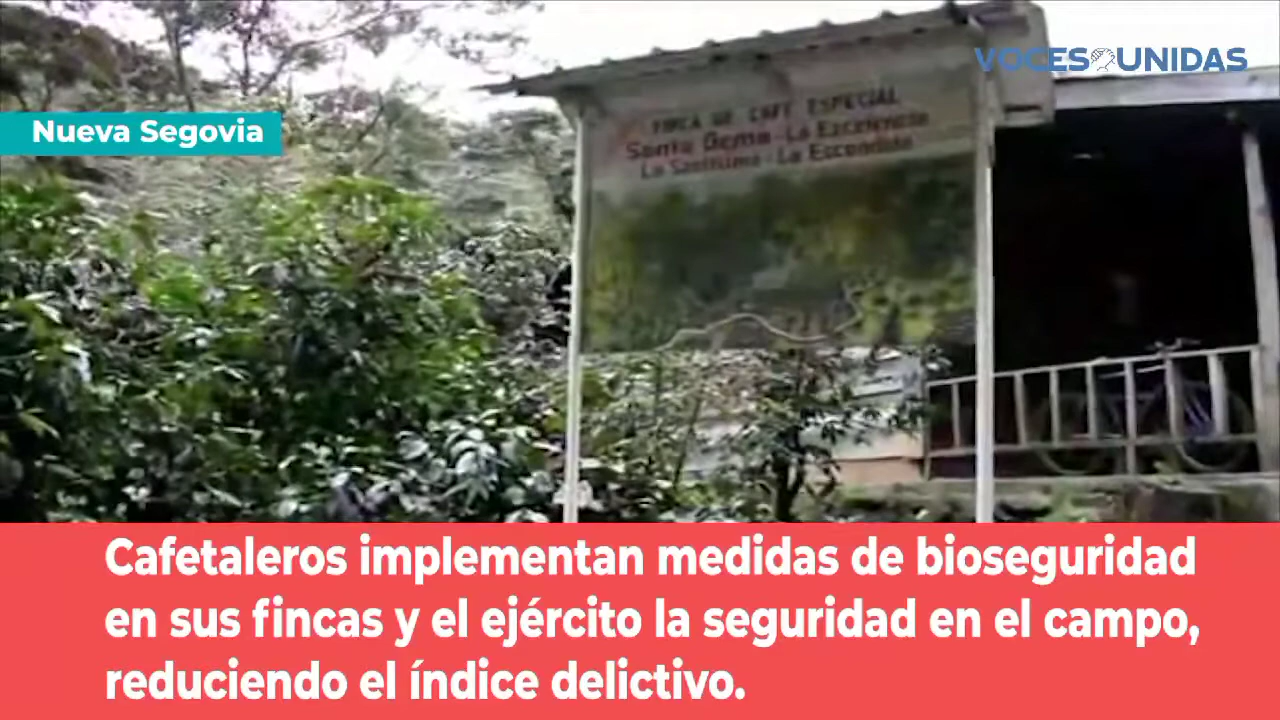 VOCES UNIDAS
Nueva Segovia
FINCA DE CAFE ESPECIAL
Santa Gema - La Excelencia
La Santísima - La Escondida
Cafetaleros implementan medidas de bioseguridad
en sus fincas y el ejército la seguridad en el campo,
reduciendo el índice delictivo.